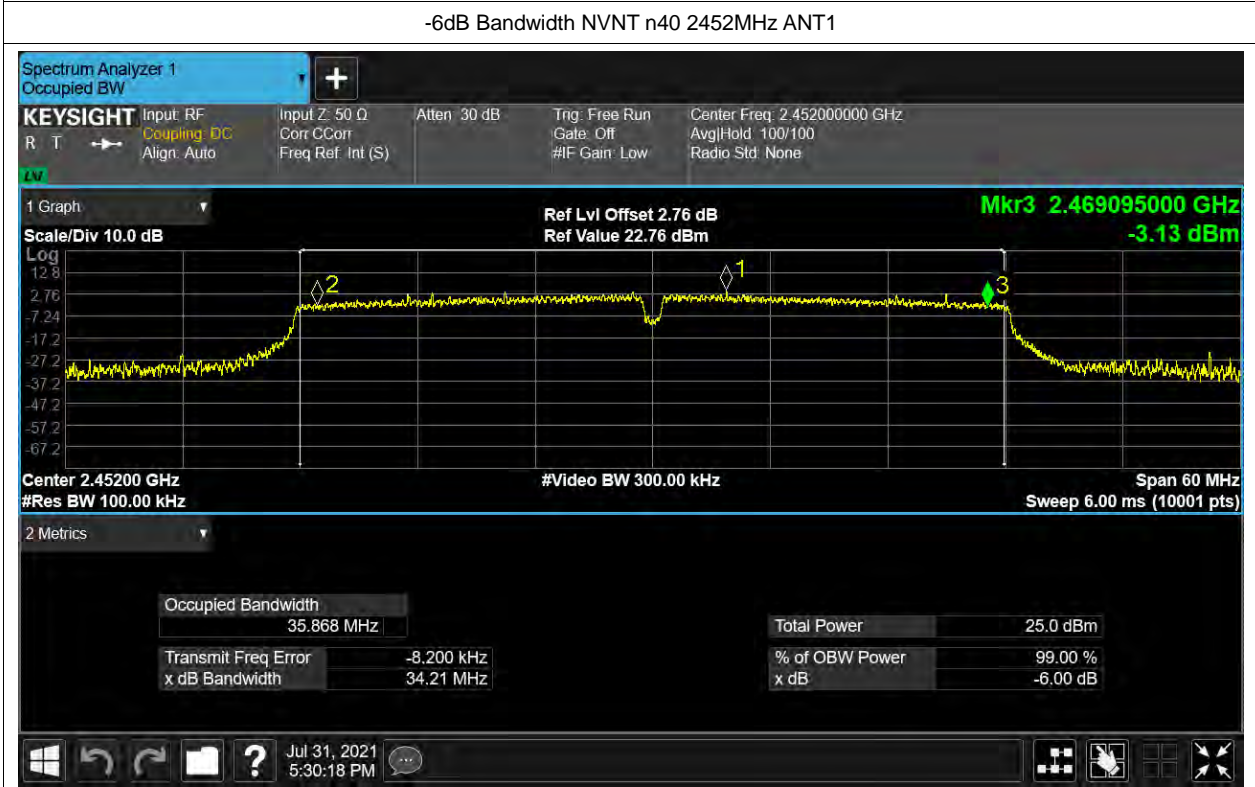 -6dB Bandwidth NVNT n40 2452MHz ANT1
Spectrum Analyzer 1
Occupied BW
KEYSIGHT Input: RF Input Z: 50 Ω Atten: 30 dB Trig: Free Run Center Freq: 2.452000000 GHz
R T Coupling: DC Corr CCorr Gate: Off Avg|Hold: 100/100
Align: Auto Freq Ref: Int (S) #IF Gain: Low Radio Std: None
1 Graph
Ref Lvl Offset 2.76 dB Mkr3 2.469095000 GHz
Scale/Div 10.0 dB Ref Value 22.76 dBm -3.13 dBm
Log
12.8
2.76
-7.24
-17.2
-27.2
-37.2
-47.2
-57.2
-67.2
2 1 3
Center 2.45200 GHz #Video BW 300.00 kHz Span 60 MHz
#Res BW 100.00 kHz Sweep 6.00 ms (10001 pts)
2 Metrics
Occupied Bandwidth
35.868 MHz Total Power 25.0 dBm
Transmit Freq Error -8.200 kHz % of OBW Power 99.00 %
x dB Bandwidth 34.21 MHz x dB -6.00 dB
? Jul 31, 2021
5:30:18 PM